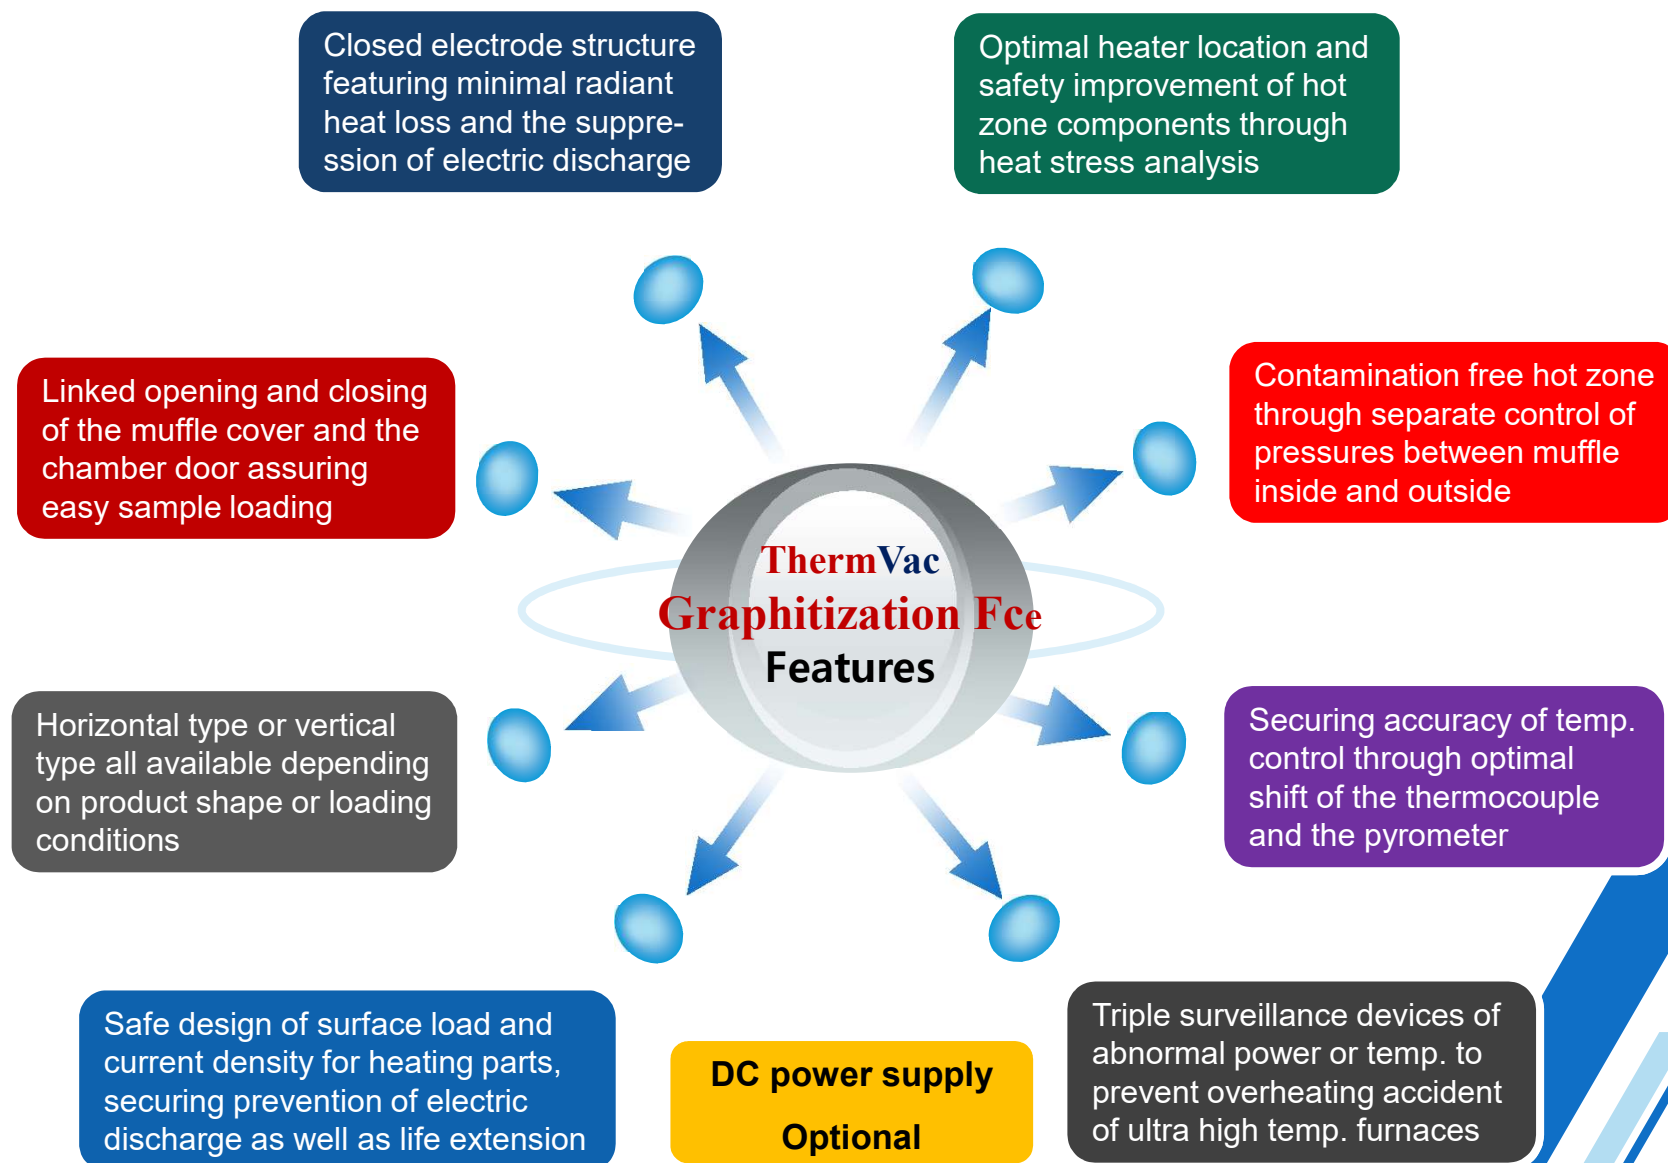 Closed electrode structure
featuring minimal radiant
heat loss and the suppre-
ssion of electric discharge
Optimal heater location and
safety improvement of hot
zone components through
heat stress analysis
Linked opening and closing
of the muffle cover and the
chamber door assuring
easy sample loading
Contamination free hot zone
through separate control of
pressures between muffle
inside and outside
ThermVac
Graphitization Fce
Features
Horizontal type or vertical
type all available depending
on product shape or loading
conditions
Securing accuracy of temp.
control through optimal
shift of the thermocouple
and the pyrometer
Safe design of surface load and
current density for heating parts,
securing prevention of electric
discharge as well as life extension
DC power supply
Optional
Triple surveillance devices of
abnormal power or temp. to
prevent overheating accident
of ultra high temp. furnaces